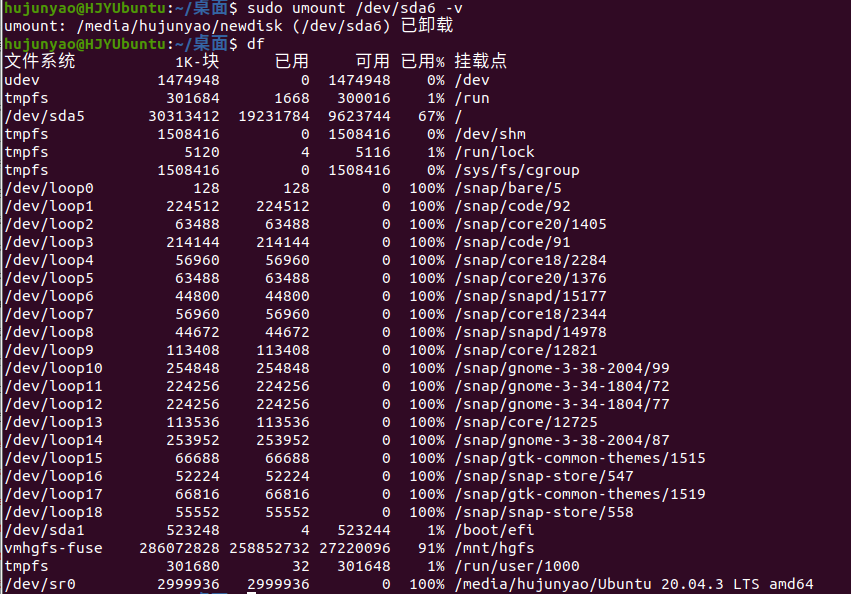 hujunyao@HJYUbuntu:~/桌面$ sudo umount /dev/sda6 -v
umount: /media/hujunyao/newdisk (/dev/sda6) 已卸载
hujunyao@HJYUbuntu:~/桌面$ df
文件系统 1K-块 已用 可用 已用% 挂载点
udev 1474948 0 1474948 0% /dev
tmpfs 301684 1668 300016 1% /run
/dev/sda5 30313412 19231784 9623744 67% /
tmpfs 1508416 0 1508416 0% /dev/shm
tmpfs 5120 4 5116 1% /run/lock
tmpfs 1508416 0 1508416 0% /sys/fs/cgroup
/dev/loop0 128 128 0 100% /snap/bare/5
/dev/loop1 224512 224512 0 100% /snap/code/92
/dev/loop2 63488 63488 0 100% /snap/core20/1405
/dev/loop3 214144 214144 0 100% /snap/code/91
/dev/loop4 56960 56960 0 100% /snap/core18/2284
/dev/loop5 63488 63488 0 100% /snap/core20/1376
/dev/loop6 44800 44800 0 100% /snap/snapd/15177
/dev/loop7 56960 56960 0 100% /snap/core18/2344
/dev/loop8 44672 44672 0 100% /snap/snapd/14978
/dev/loop9 113408 113408 0 100% /snap/core/12821
/dev/loop10 254848 254848 0 100% /snap/gnome-3-38-2004/99
/dev/loop11 224256 224256 0 100% /snap/gnome-3-34-1804/72
/dev/loop12 224256 224256 0 100% /snap/gnome-3-34-1804/77
/dev/loop13 113536 113536 0 100% /snap/core/12725
/dev/loop14 253952 253952 0 100% /snap/gnome-3-38-2004/87
/dev/loop15 66688 66688 0 100% /snap/gtk-common-themes/1515
/dev/loop16 52224 52224 0 100% /snap/snap-store/547
/dev/loop17 66816 66816 0 100% /snap/gtk-common-themes/1519
/dev/loop18 55552 55552 0 100% /snap/snap-store/558
/dev/sda1 523248 4 523244 1% /boot/efi
vmhgfs-fuse 286072828 258852732 27220096 91% /mnt/hgfs
tmpfs 301680 32 301648 1% /run/user/1000
/dev/sr0 2999936 2999936 0 100% /media/hujunyao/Ubuntu 20.04.3 LTS amd64